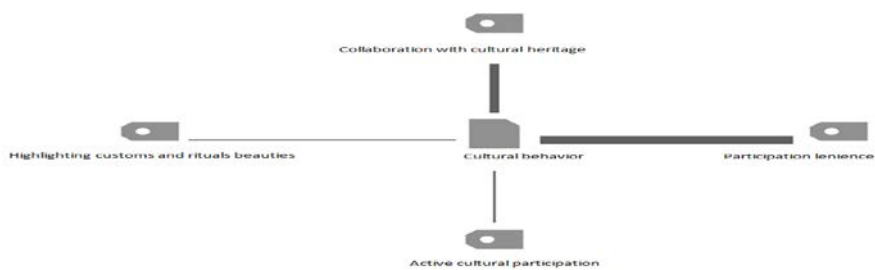 Collaboration with cultural heritage
Highlighting customs and rituals beauties
Cultural behavior
Participation lenience
Active cultural participation